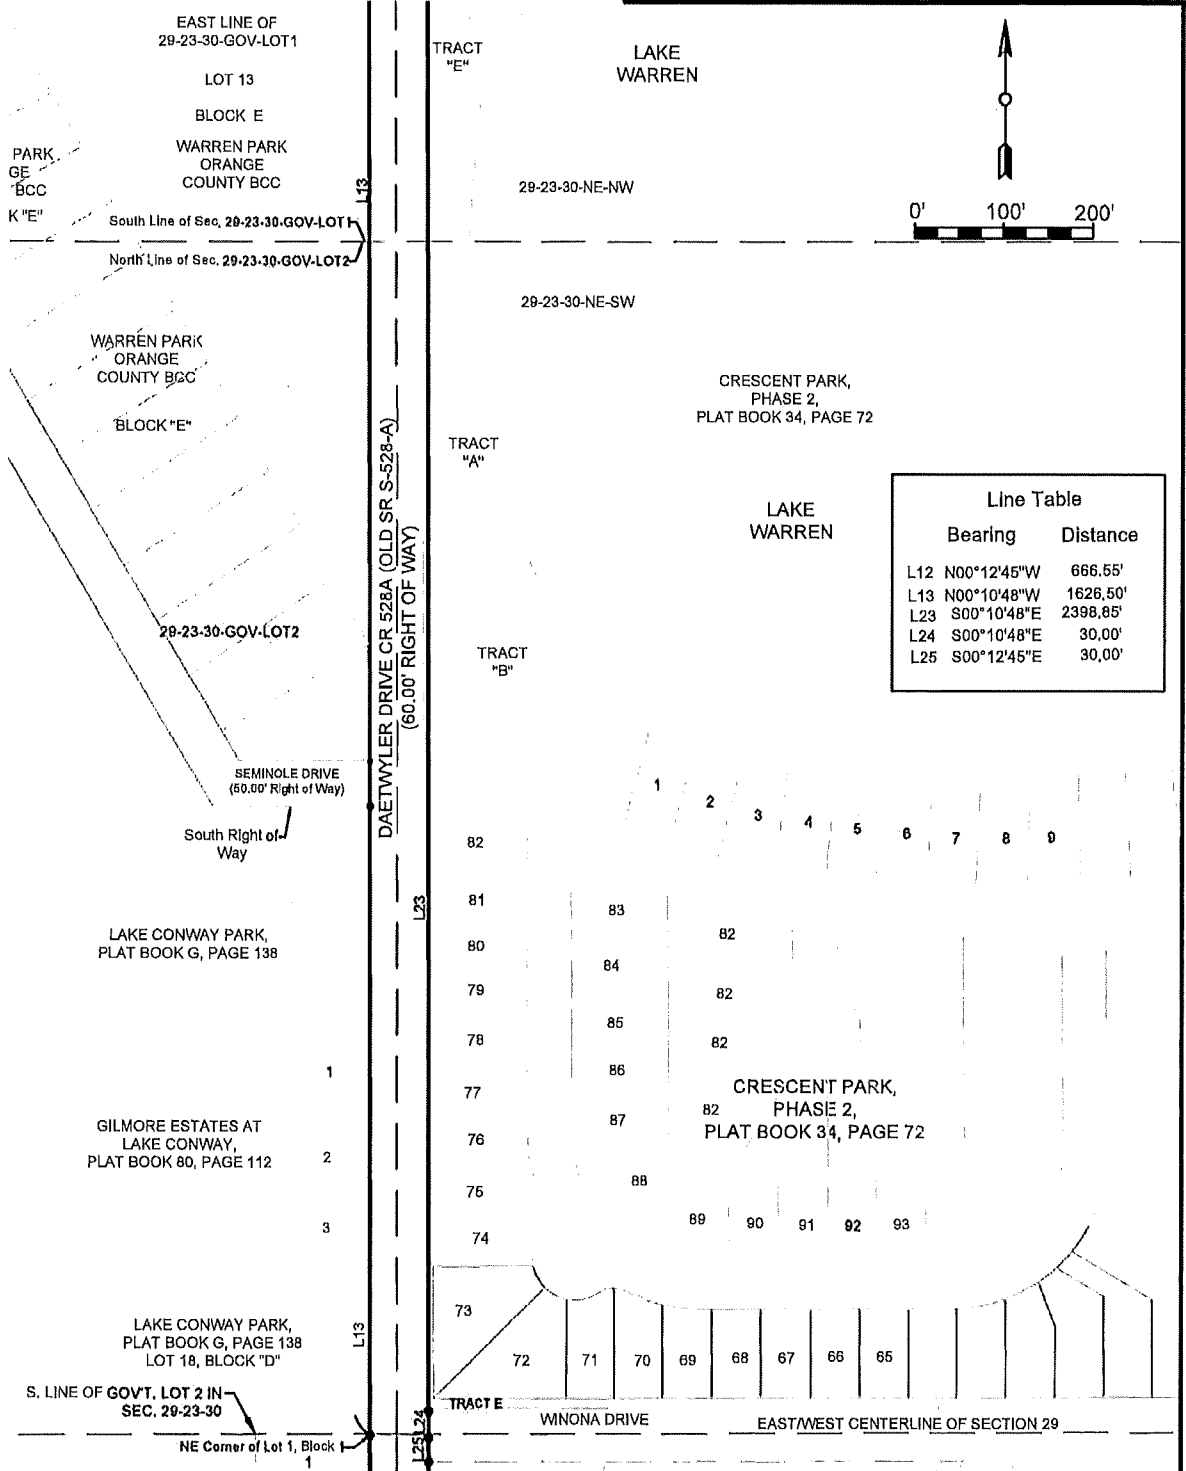 EAST LINE OF
29-23-30-GOV-LOT1
LOT 13
BLOCK E
WARREN PARK
ORANGE
COUNTY BCC
PARK
GE
BCC
K "E"
L13
South Line of Sec. 29-23-30-GOV-LOT1
North Line of Sec. 29-23-30-GOV-LOT2
TRACT
"E"
LAKE
WARREN
29-23-30-NE-NW
0' 100' 200'
29-23-30-NE-SW
WARREN PARK
ORANGE
COUNTY BCC
BLOCK "E"
CRESCENT PARK,
PHASE 2,
PLAT BOOK 34, PAGE 72
TRACT
"A"
LAKE
WARREN
DAETWYLER DRIVE CR 528A (OLD SR S-528-A)
(60.00' RIGHT OF WAY)
Line Table
Bearing Distance
L12 N00°12'45"W 666.55'
L13 N00°10'48"W 1626.50'
L23 S00°10'48"E 2398.85'
L24 S00°10'48"E 30.00'
L25 S00°12'45"E 30.00'
29-23-30-GOV-LOT2
TRACT
"B"
SEMINOLE DRIVE
(50.00' Right of Way)
South Right of
Way
1 2 3 4 5 6 7 8 9
82
81
80
79
78
77
76
75
74
L23
83
84
85
86
87
88
82
82
82
82
LAKE CONWAY PARK,
PLAT BOOK G, PAGE 138
1
GILMORE ESTATES AT
LAKE CONWAY,
PLAT BOOK 80, PAGE 112
2
3
CRESCENT PARK,
PHASE 2,
PLAT BOOK 34, PAGE 72
89 90 91 92 93
73
72 71 70 69 68 67 66 65
LAKE CONWAY PARK,
PLAT BOOK G, PAGE 138
LOT 18, BLOCK "D"
L13
S. LINE OF GOV'T. LOT 2 IN
SEC. 29-23-30
NE Corner of Lot 1, Block
1
L24
L25
TRACT E
WINONA DRIVE
EAST/WEST CENTERLINE OF SECTION 29